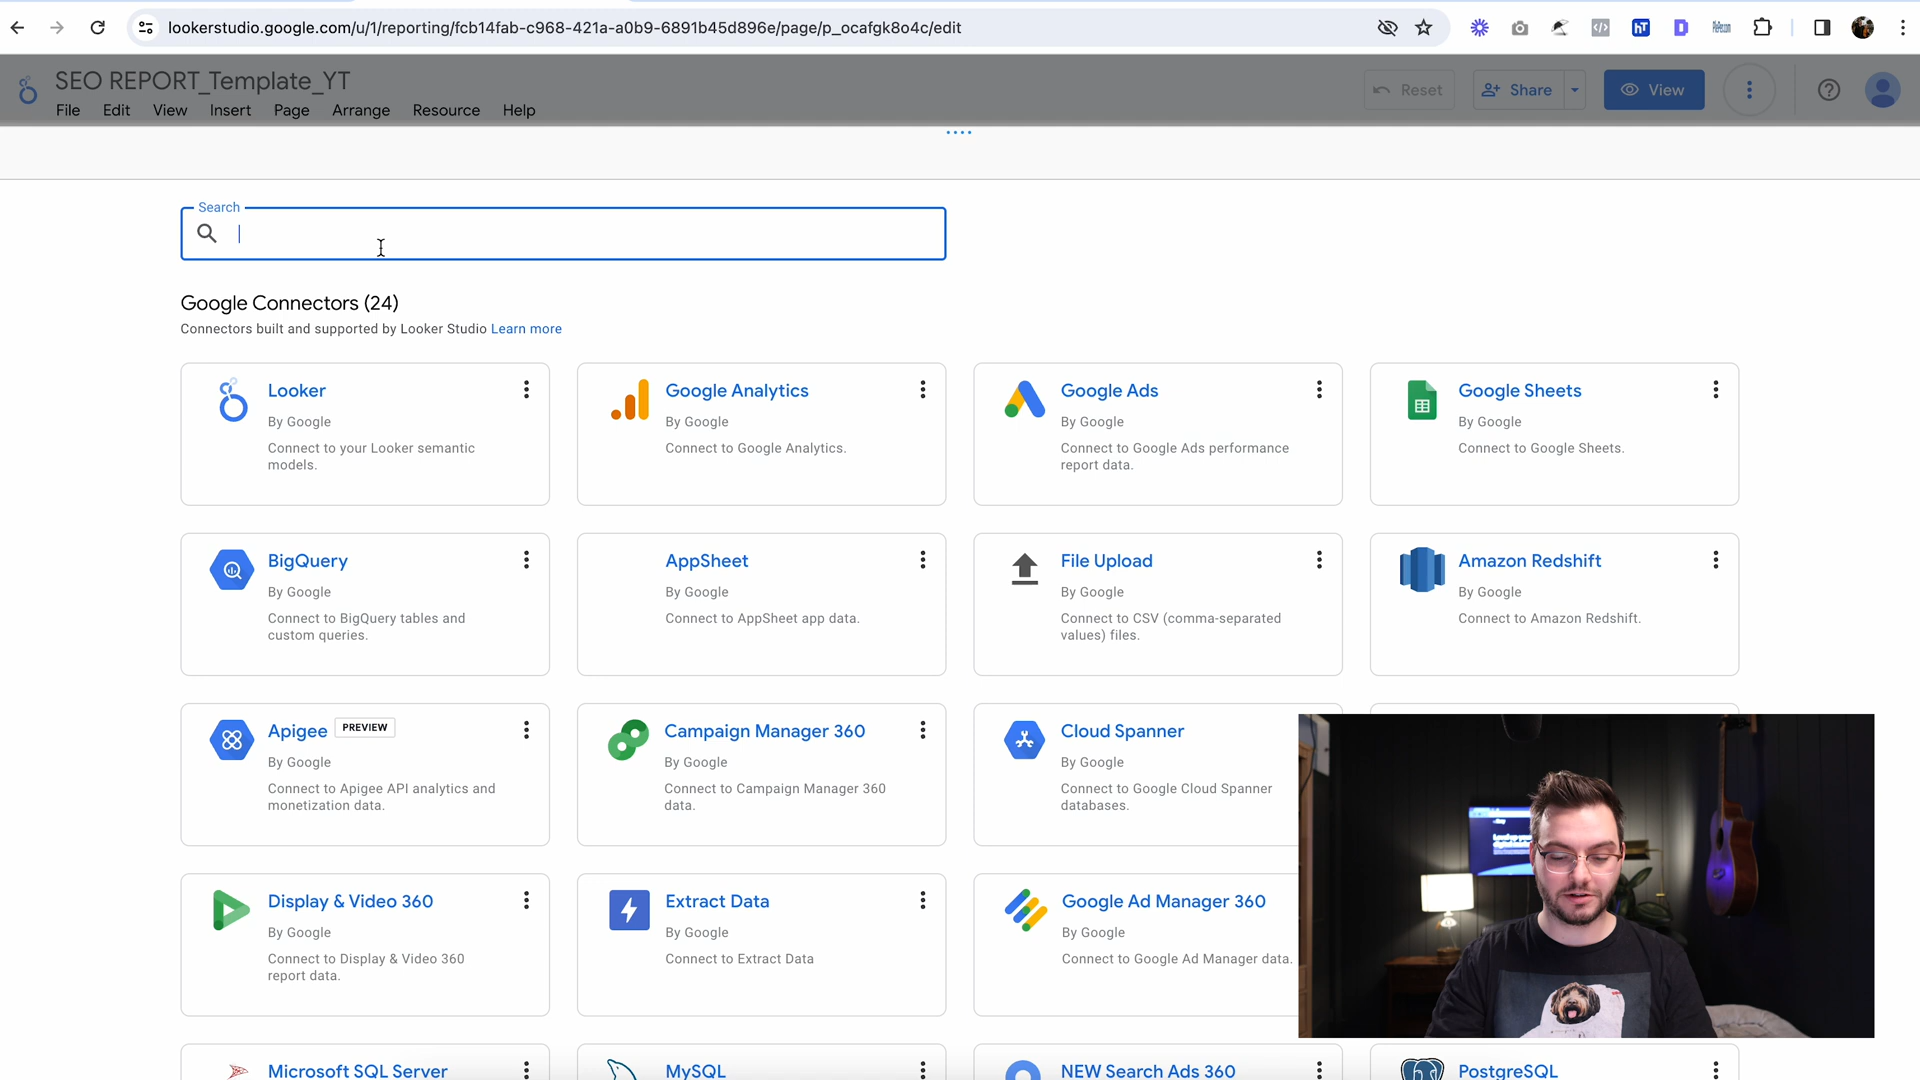 lookerstudio.google.com/u/1/reporting/fcb14fab-c968-421a-a0b9-6891b45d896e/page/p_ocafgk8o4c/edit
SEO REPORT_Template_YT
File Edit View Insert Page Arrange Resource Help
Reset
Share
View
Search
Google Connectors (24)
Connectors built and supported by Looker Studio Learn more
Looker
By Google
Connect to your Looker semantic
models.
Google Analytics
By Google
Connect to Google Analytics.
Google Ads
By Google
Connect to Google Ads performance
report data.
Google Sheets
By Google
Connect to Google Sheets.
BigQuery
By Google
Connect to BigQuery tables and
custom queries.
AppSheet
By Google
Connect to AppSheet app data.
File Upload
By Google
Connect to CSV (comma-separated
values) files.
Amazon Redshift
By Google
Connect to Amazon Redshift.
Apigee PREVIEW
By Google
Connect to Apigee API analytics and
monetization data.
Campaign Manager 360
By Google
Connect to Campaign Manager 360
data.
Cloud Spanner
By Google
Connect to Google Cloud Spanner
databases.
Display & Video 360
By Google
Connect to Display & Video 360
report data.
Extract Data
By Google
Connect to Extract Data
Google Ad Manager 360
By Google
Connect to Google Ad Manager data.
Microsoft SQL Server
MySQL
NEW Search Ads 360
PostgreSQL